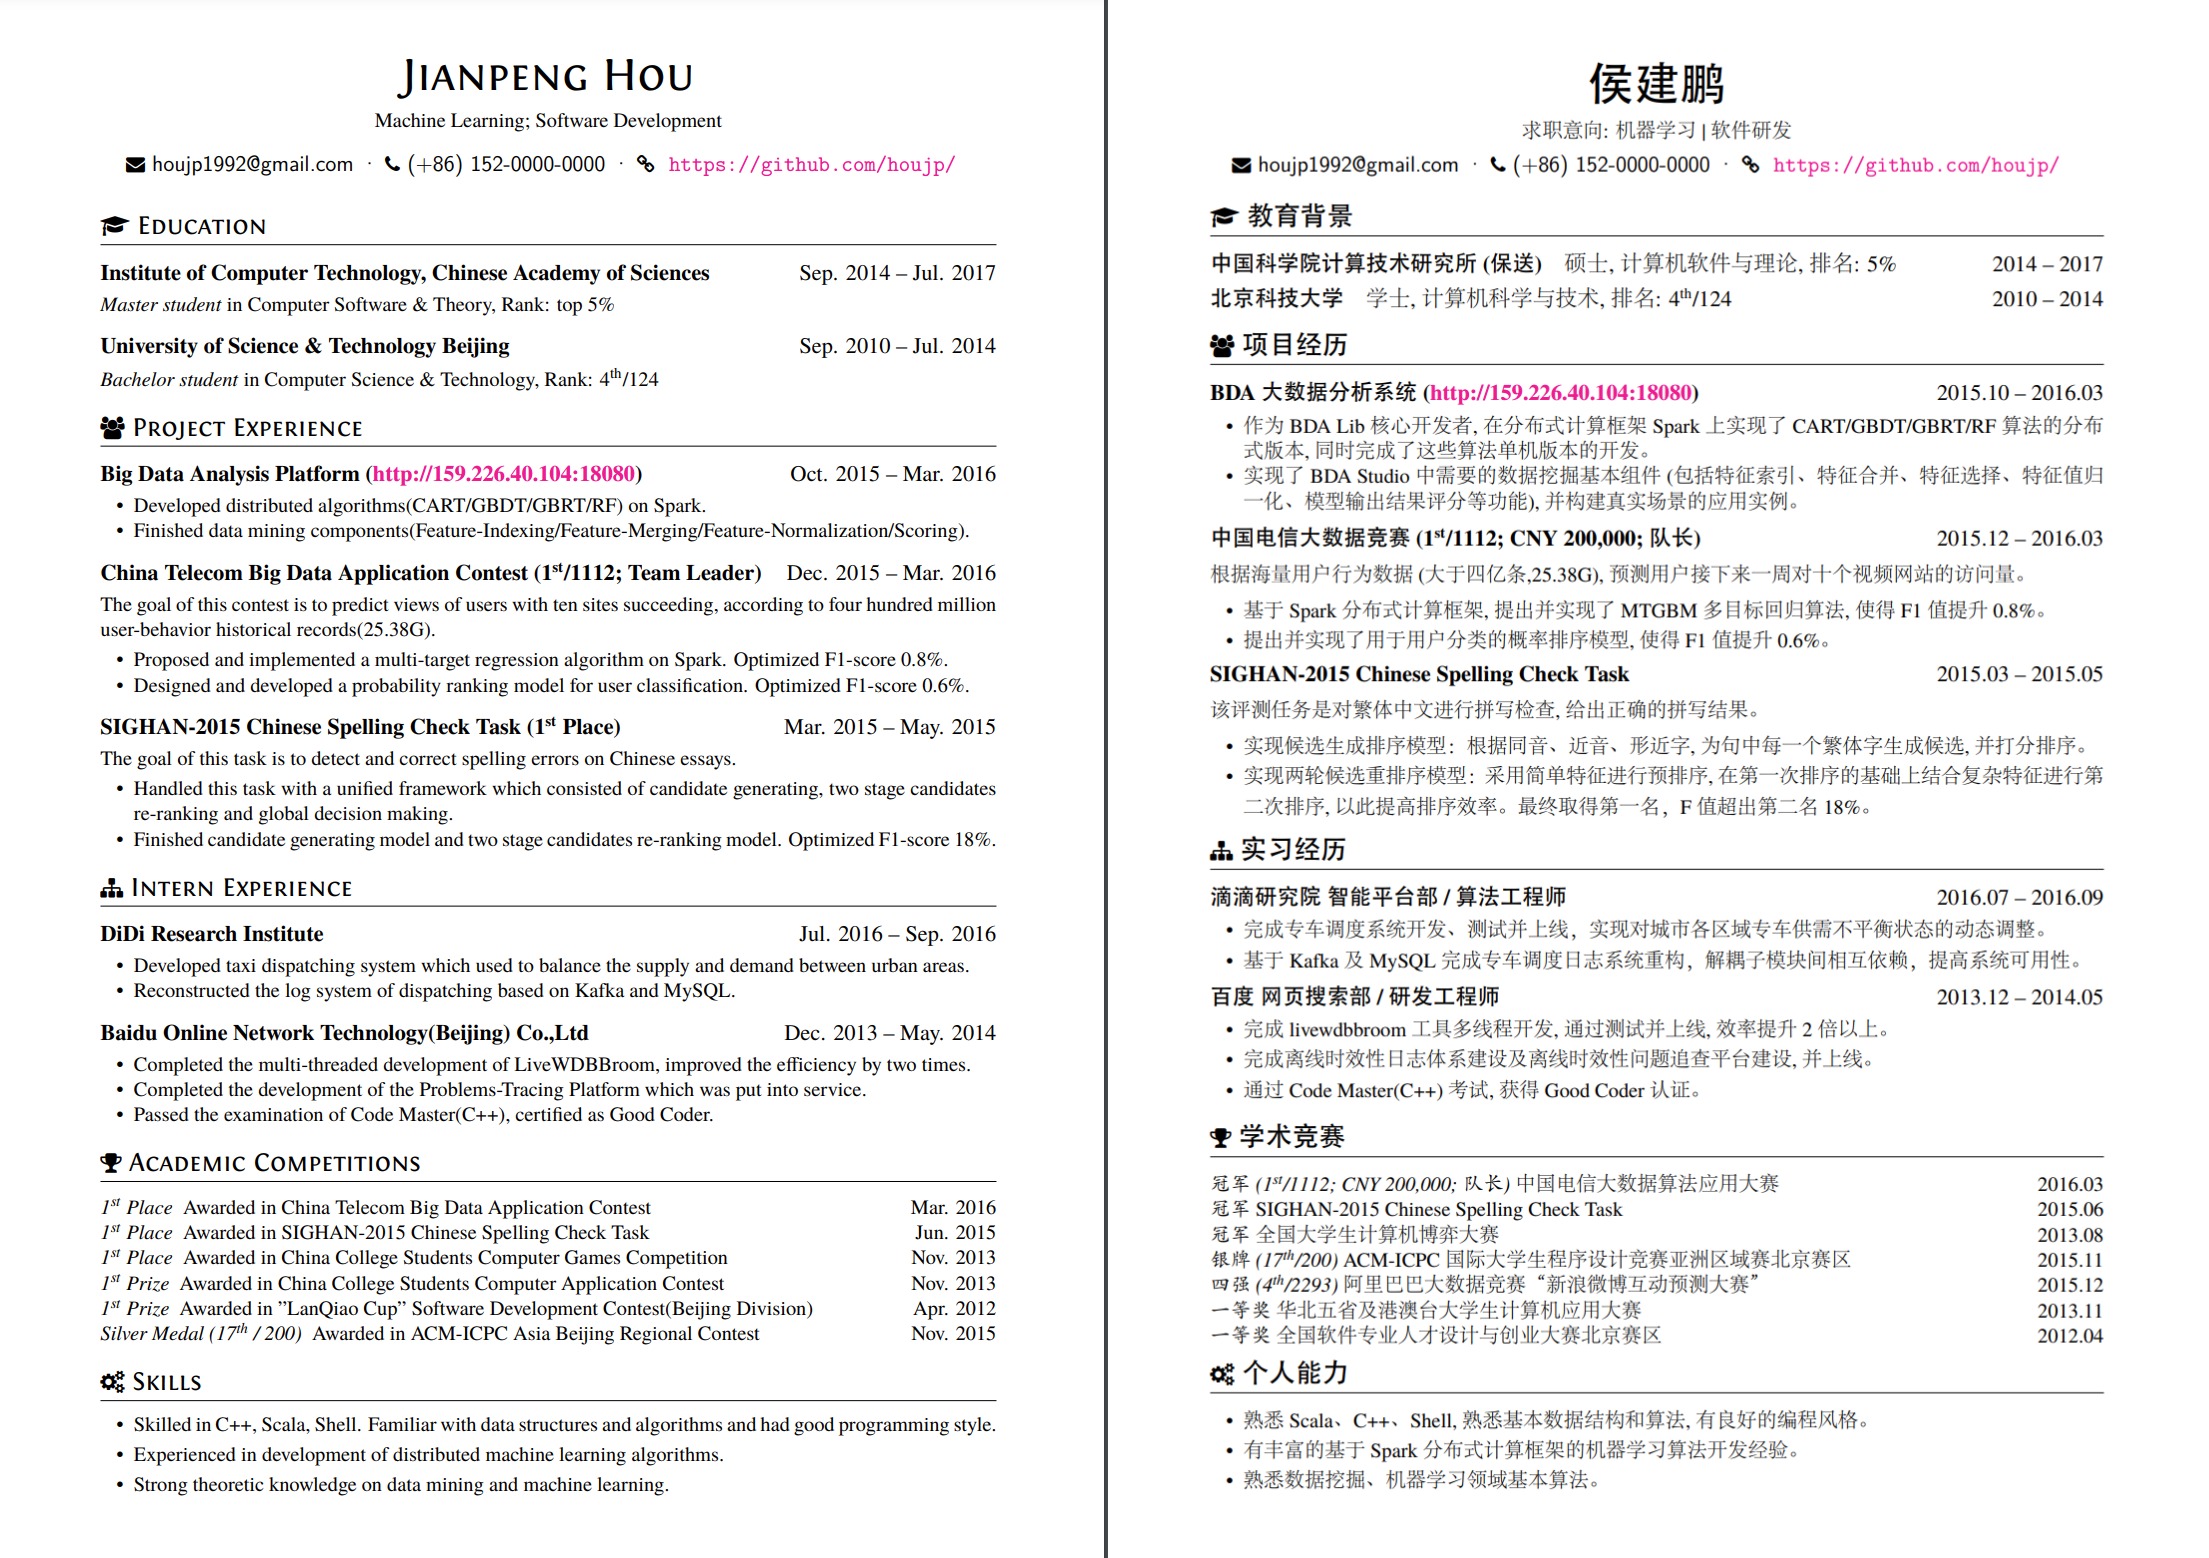 JIANPENG HOU
Machine Learning; Software Development
houjp1992@gmail.com · (+86) 152-0000-0000 · https://github.com/houjp/
EDUCATION
Institute of Computer Technology, Chinese Academy of Sciences Sep. 2014 – Jul. 2017
Master student in Computer Software & Theory, Rank: top 5%
University of Science & Technology Beijing Sep. 2010 – Jul. 2014
Bachelor student in Computer Science & Technology, Rank: 4th/124
PROJECT EXPERIENCE
Big Data Analysis Platform (http://159.226.40.104:18080) Oct. 2015 – Mar. 2016
• Developed distributed algorithms(CART/GBDT/GBRT/RF) on Spark.
• Finished data mining components(Feature-Indexing/Feature-Merging/Feature-Normalization/Scoring).
China Telecom Big Data Application Contest (1st/1112; Team Leader) Dec. 2015 – Mar. 2016
The goal of this contest is to predict views of users with ten sites succeeding, according to four hundred million
user-behavior historical records(25.38G).
• Proposed and implemented a multi-target regression algorithm on Spark. Optimized F1-score 0.8%.
• Designed and developed a probability ranking model for user classification. Optimized F1-score 0.6%.
SIGHAN-2015 Chinese Spelling Check Task (1st Place) Mar. 2015 – May. 2015
The goal of this task is to detect and correct spelling errors on Chinese essays.
• Handled this task with a unified framework which consisted of candidate generating, two stage candidates
re-ranking and global decision making.
• Finished candidate generating model and two stage candidates re-ranking model. Optimized F1-score 18%.
INTERN EXPERIENCE
DiDi Research Institute Jul. 2016 – Sep. 2016
• Developed taxi dispatching system which used to balance the supply and demand between urban areas.
• Reconstructed the log system of dispatching based on Kafka and MySQL.
Baidu Online Network Technology(Beijing) Co.,Ltd Dec. 2013 – May. 2014
• Completed the multi-threaded development of LiveWDBBroom, improved the efficiency by two times.
• Completed the development of the Problems-Tracing Platform which was put into service.
• Passed the examination of Code Master(C++), certified as Good Coder.
ACADEMIC COMPETITIONS
1st Place Awarded in China Telecom Big Data Application Contest Mar. 2016
1st Place Awarded in SIGHAN-2015 Chinese Spelling Check Task Jun. 2015
1st Place Awarded in China College Students Computer Games Competition Nov. 2013
1st Prize Awarded in China College Students Computer Application Contest Nov. 2013
1st Prize Awarded in ”LanQiao Cup” Software Development Contest(Beijing Division) Apr. 2012
Silver Medal (17th / 200) Awarded in ACM-ICPC Asia Beijing Regional Contest Nov. 2015
SKILLS
• Skilled in C++, Scala, Shell. Familiar with data structures and algorithms and had good programming style.
• Experienced in development of distributed machine learning algorithms.
• Strong theoretic knowledge on data mining and machine learning.
侯建鹏
求职意向: 机器学习 | 软件研发
houjp1992@gmail.com · (+86) 152-0000-0000 · https://github.com/houjp/
教育背景
中国科学院计算技术研究所 (保送) 硕士, 计算机软件与理论, 排名: 5% 2014 – 2017
北京科技大学 学士, 计算机科学与技术, 排名: 4th/124 2010 – 2014
项目经历
BDA 大数据分析系统 (http://159.226.40.104:18080) 2015.10 – 2016.03
• 作为 BDA Lib 核心开发者, 在分布式计算框架 Spark 上实现了 CART/GBDT/GBRT/RF 算法的分布
式版本, 同时完成了这些算法单机版本的开发。
• 实现了 BDA Studio 中需要的数据挖掘基本组件 (包括特征索引、特征合并、特征选择、特征值归
一化、模型输出结果评分等功能), 并构建真实场景的应用实例。
中国电信大数据竞赛 (1st/1112; CNY 200,000; 队长) 2015.12 – 2016.03
根据海量用户行为数据 (大于四亿条,25.38G), 预测用户接下来一周对十个视频网站的访问量。
• 基于 Spark 分布式计算框架, 提出并实现了 MTGBM 多目标回归算法, 使得 F1 值提升 0.8%。
• 提出并实现了用于用户分类的概率排序模型, 使得 F1 值提升 0.6%。
SIGHAN-2015 Chinese Spelling Check Task 2015.03 – 2015.05
该评测任务是对繁体中文进行拼写检查, 给出正确的拼写结果。
• 实现候选生成排序模型：根据同音、近音、形近字, 为句中每一个繁体字生成候选, 并打分排序。
• 实现两轮候选重排序模型：采用简单特征进行预排序, 在第一次排序的基础上结合复杂特征进行第
二次排序, 以此提高排序效率。最终取得第一名，F 值超出第二名 18%。
实习经历
滴滴研究院 智能平台部 / 算法工程师 2016.07 – 2016.09
• 完成专车调度系统开发、测试并上线，实现对城市各区域专车供需不平衡状态的动态调整。
• 基于 Kafka 及 MySQL 完成专车调度日志系统重构，解耦子模块间相互依赖，提高系统可用性。
百度 网页搜索部 / 研发工程师 2013.12 – 2014.05
• 完成 livewdbbroom 工具多线程开发, 通过测试并上线, 效率提升 2 倍以上。
• 完成离线时效性日志体系建设及离线时效性问题追查平台建设, 并上线。
• 通过 Code Master(C++) 考试, 获得 Good Coder 认证。
学术竞赛
冠军 (1st/1112; CNY 200,000; 队长) 中国电信大数据算法应用大赛 2016.03
冠军 SIGHAN-2015 Chinese Spelling Check Task 2015.06
冠军 全国大学生计算机博弈大赛 2013.08
银牌 (17th/200) ACM-ICPC 国际大学生程序设计竞赛亚洲区域赛北京赛区 2015.11
四强 (4th/2293) 阿里巴巴大数据竞赛“新浪微博互动预测大赛” 2015.12
一等奖 华北五省及港澳台大学生计算机应用大赛 2013.11
一等奖 全国软件专业人才设计与创业大赛北京赛区 2012.04
个人能力
• 熟悉 Scala、C++、Shell, 熟悉基本数据结构和算法, 有良好的编程风格。
• 有丰富的基于 Spark 分布式计算框架的机器学习算法开发经验。
• 熟悉数据挖掘、机器学习领域基本算法。